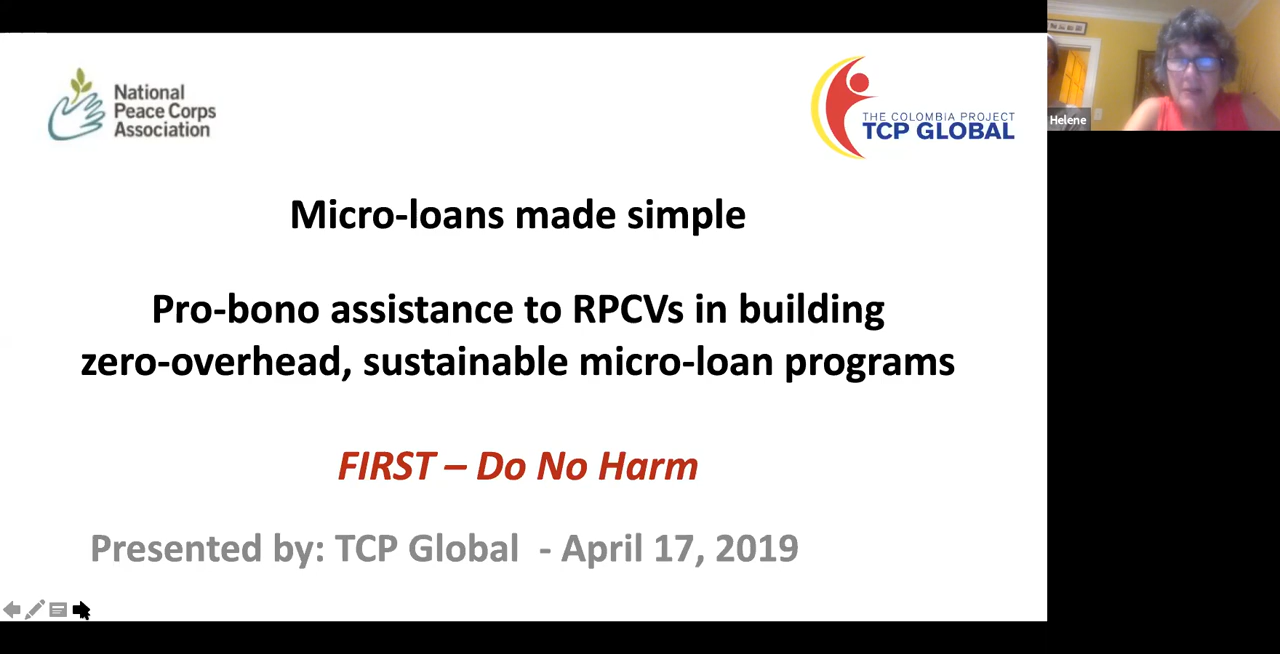 National
Peace Corps
Association
THE COLOMBIA PROJECT
TCP GLOBAL
Helene
Micro-loans made simple
Pro-bono assistance to RPCVs in building
zero-overhead, sustainable micro-loan programs
FIRST – Do No Harm
Presented by: TCP Global - April 17, 2019